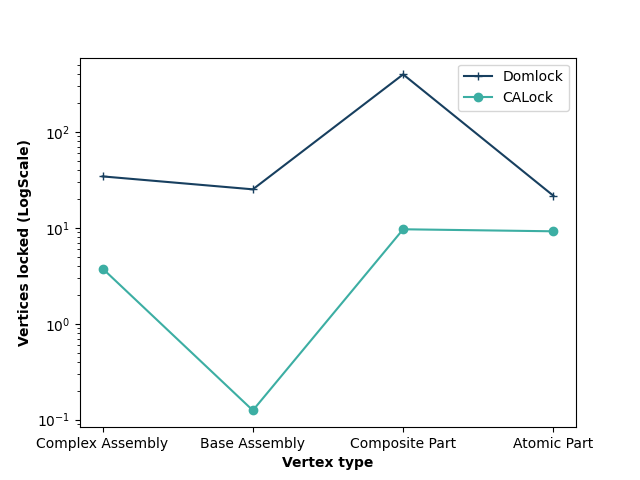 Domlock
CALock
Vertices locked (LogScale)
10²
10¹
10⁰
10⁻¹
Complex Assembly Base Assembly Composite Part Atomic Part
Vertex type